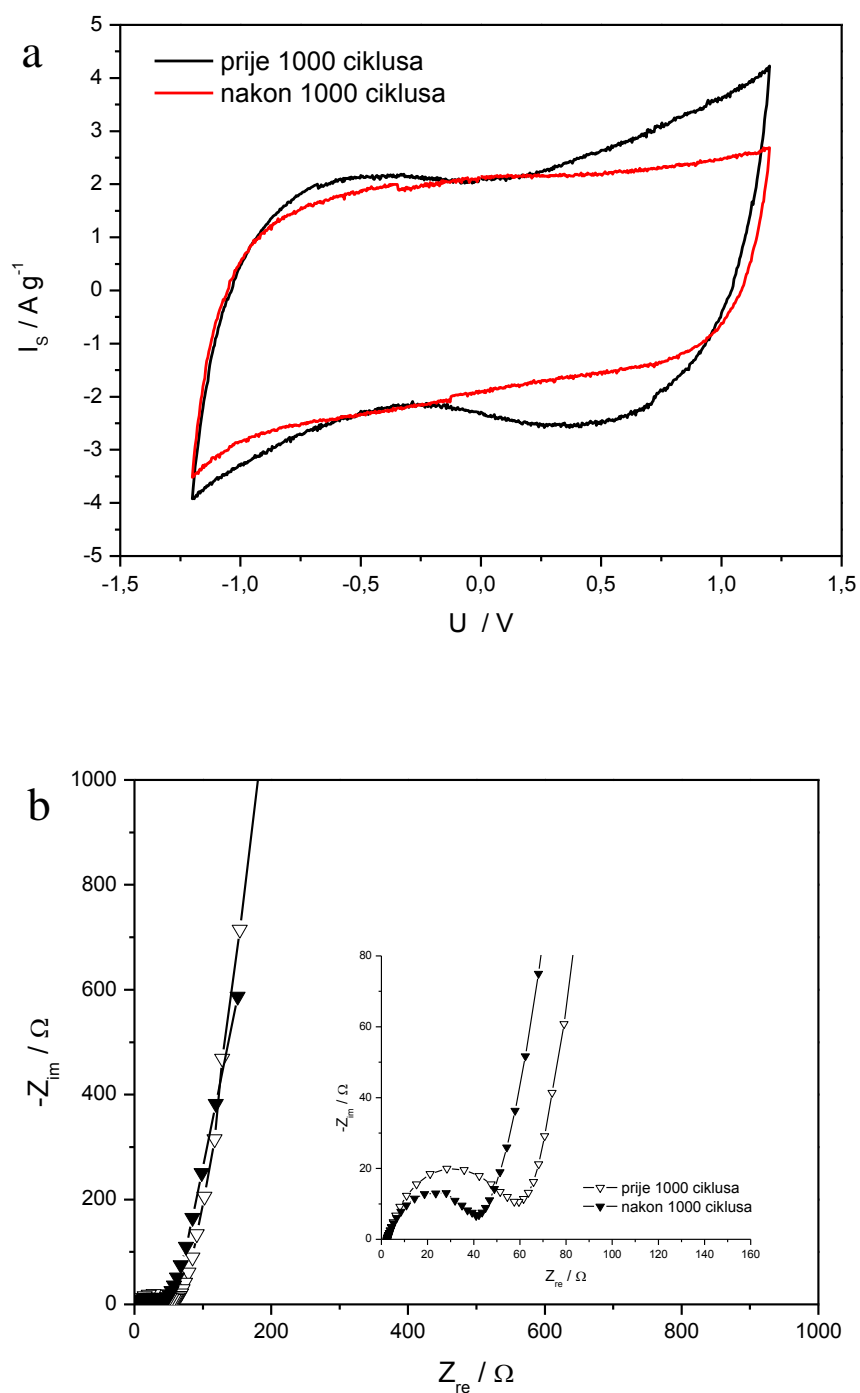 a
prije 1000 ciklusa
nakon 1000 ciklusa
5
4
3
2
1
0
-1
-2
-3
-4
-5
I_S / A g⁻¹
-1,5 -1,0 -0,5 0,0 0,5 1,0 1,5
U / V
b
1000
800
600
400
200
0
-Z_im / Ω
0 200 400 600 800 1000
Z_re / Ω
80
60
40
20
0
-Z_im / Ω
prije 1000 ciklusa
nakon 1000 ciklusa
0 20 40 60 80 100 120 140 160
Z_re / Ω